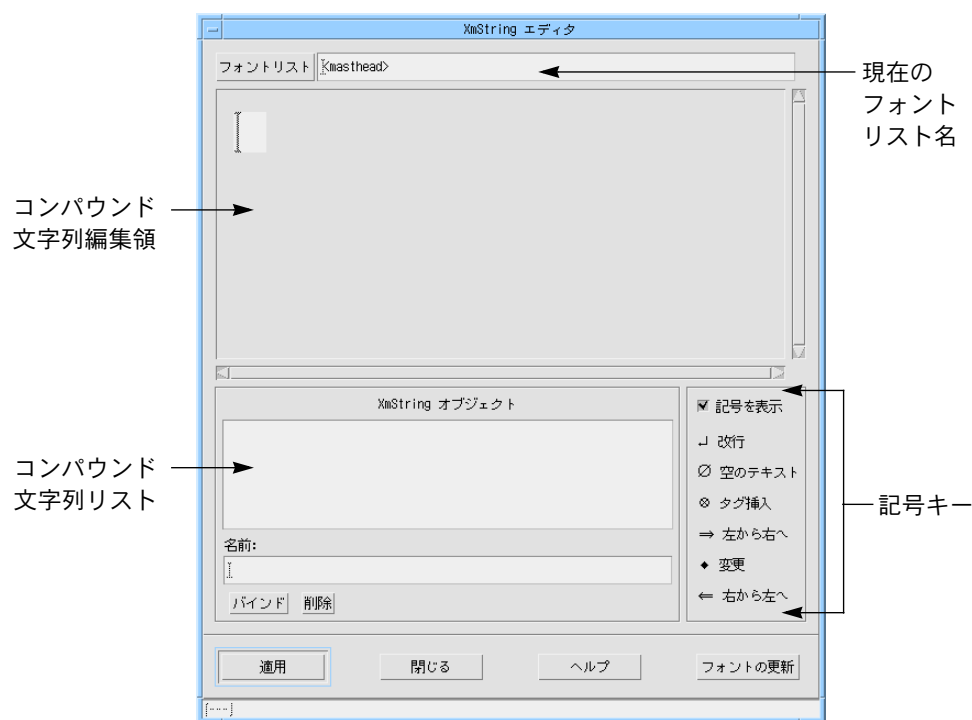 XmString エディタ
フォントリスト
<masthead>
現在の
フォント
リスト名
コンパウンド
文字列編集領
XmString オブジェクト
コンパウンド
文字列リスト
名前:
バインド 削除
記号を表示
改行
空のテキスト
タグ挿入
左から右へ
変更
右から左へ
記号キー
適用 閉じる ヘルプ フォントの更新
[---]